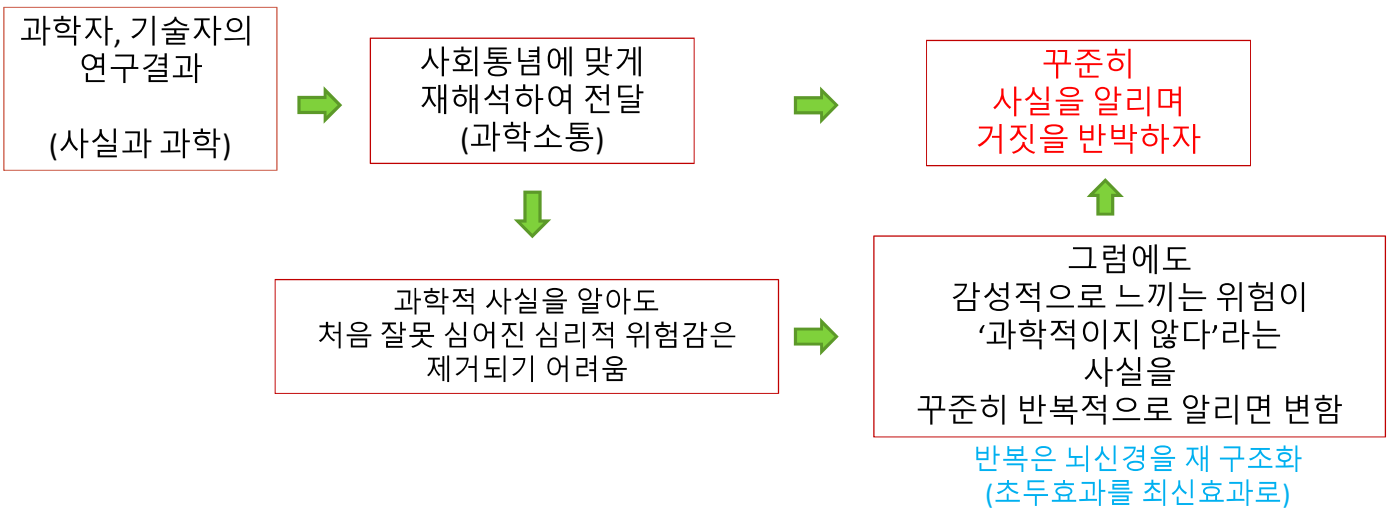 과학자, 기술자의
연구결과
(사실과 과학)
사회통념에 맞게
재해석하여 전달
(과학소통)
꾸준히
사실을 알리며
거짓을 반박하자
과학적 사실을 알아도
처음 잘못 심어진 심리적 위험감은
제거되기 어려움
그럼에도
감성적으로 느끼는 위험이
‘과학적이지 않다’라는
사실을
꾸준히 반복적으로 알리면 변함
반복은 뇌신경을 재 구조화
(초두효과를 최신효과로)